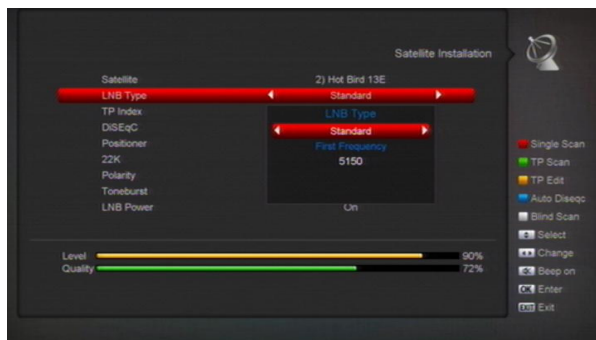 Satellite Installation
Satellite 2) Hot Bird 13E
LNB Type Standard
TP Index LNB Type
DiSEqC Standard
Positioner First Frequency
22K 5150
Polarity
Toneburst
LNB Power On
Level 90%
Quality 72%
Single Scan
TP Scan
TP Edit
Auto Diseqc
Blind Scan
Select
Change
Beep on
OK Enter
EXIT Exit